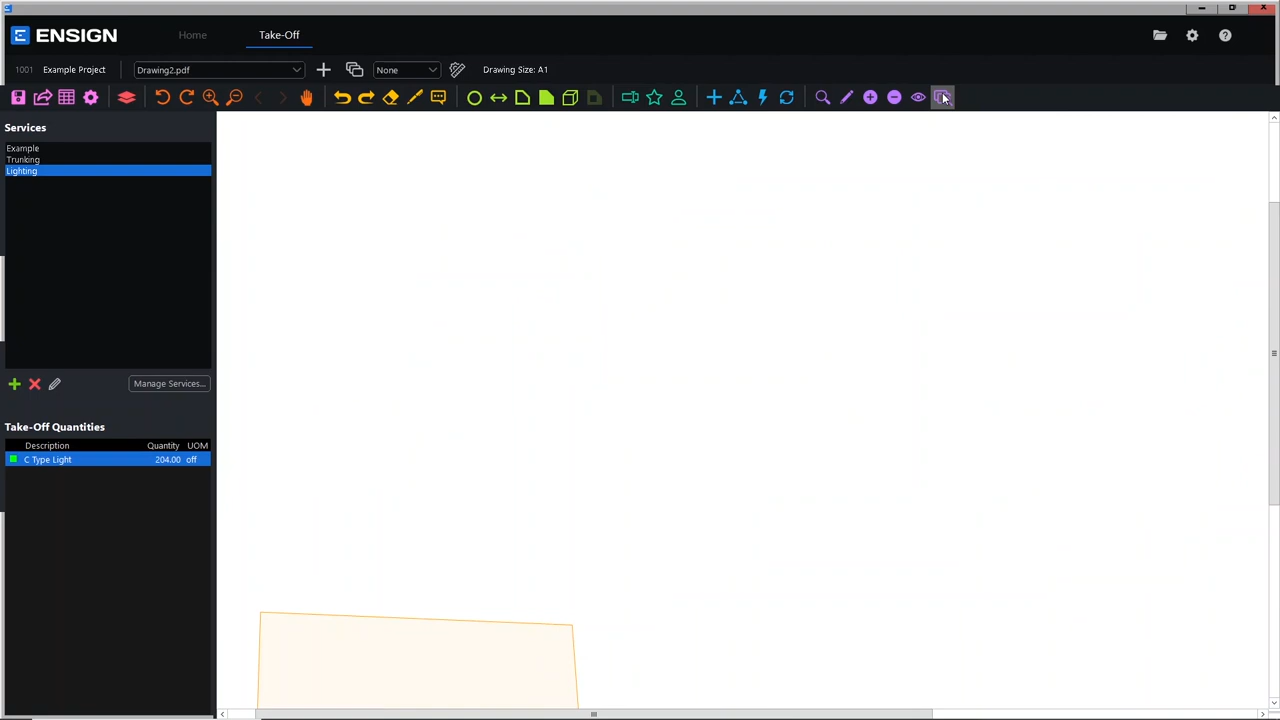 ENSIGN
Home
Take-Off
1001
Example Project
Drawing2.pdf
None
Drawing Size: A1
Services
Example
Trunking
Lighting
Manage Services...
Take-Off Quantities
Description Quantity UOM
C Type Light 204.00 off